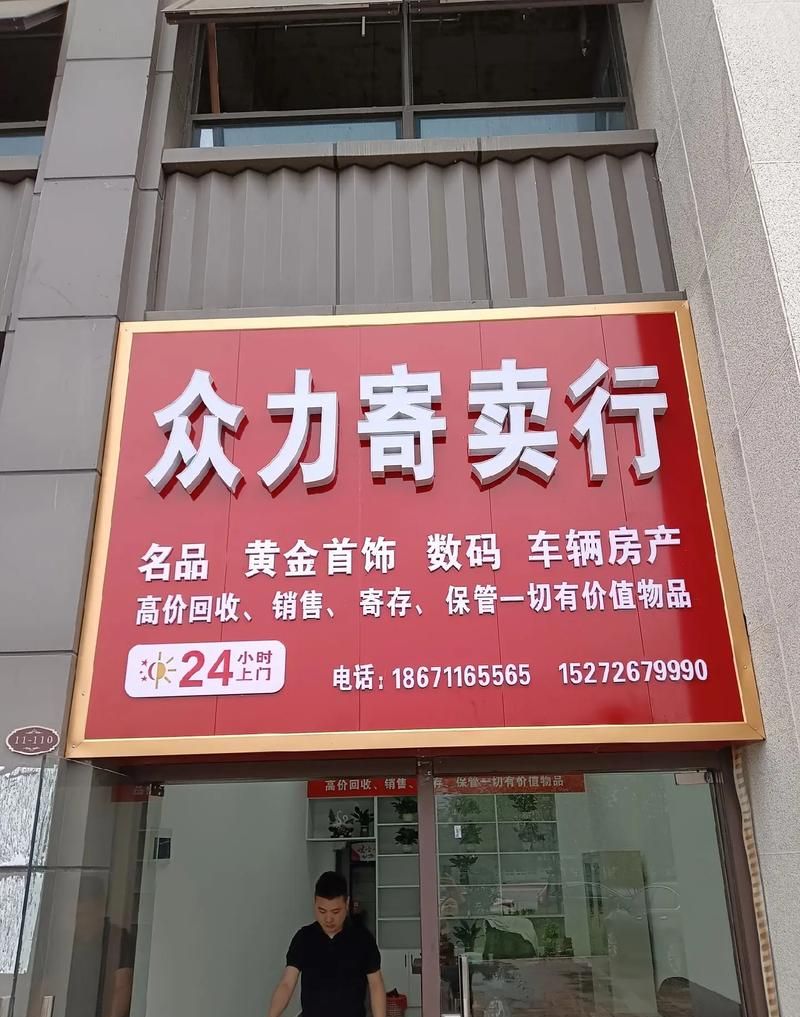 众力寄卖行
名品 黄金首饰 数码 车辆房产
高价回收、销售、寄存、保管一切有价值物品
24小时上门
电话:18671165565 15272679990
11-110
高价回收、销售、 存、保管一切有价值物品